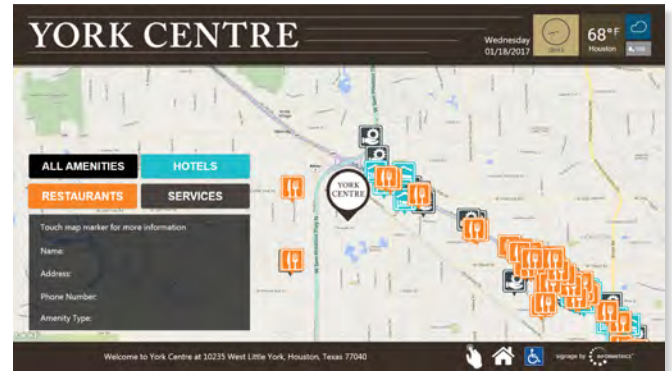 YORK CENTRE
Wednesday
01/18/2017
68°F
Houston
ALL AMENITIES
HOTELS
RESTAURANTS
SERVICES
YORK
CENTRE
Touch map marker for more information
Name:
Address:
Phone Number:
Amenity Type:
Welcome to York Centre at 10235 West Little York, Houston, Texas 77040
signage by